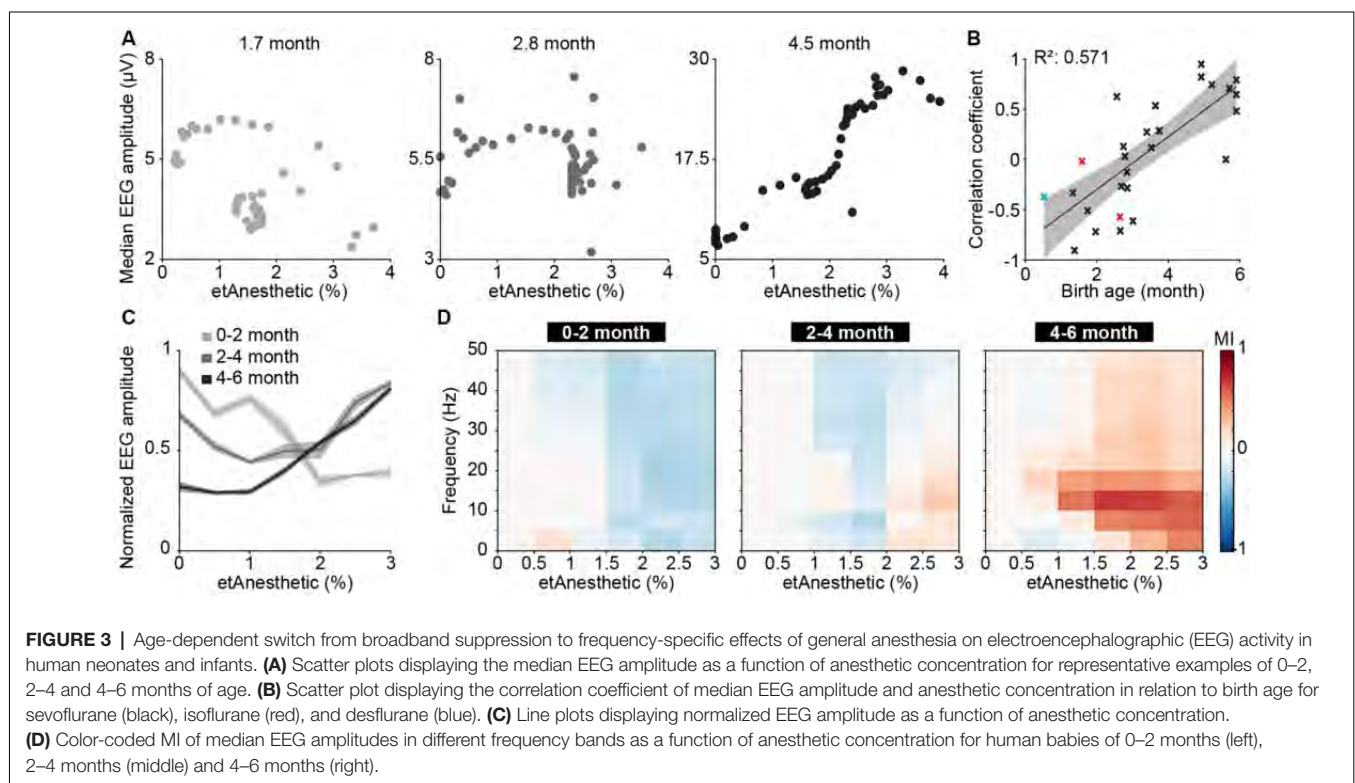 A
1.7 month
2.8 month
4.5 month
B
Median EEG amplitude (µV)
8
5
2
0 1 2 3 4
etAnesthetic (%)
8
5.5
3
0 1 2 3 4
etAnesthetic (%)
30
17.5
5
0 1 2 3 4
etAnesthetic (%)
Correlation coefficient
R²: 0.571
1
0.5
0
-0.5
-1
0 2 4 6
Birth age (month)
C
0-2 month
2-4 month
4-6 month
Normalized EEG amplitude
1
0.5
0
0 1 2 3
etAnesthetic (%)
D
0-2 month
2-4 month
4-6 month
Frequency (Hz)
50
40
30
20
10
0
0 0.5 1 1.5 2 2.5 3
etAnesthetic (%)
0 0.5 1 1.5 2 2.5 3
etAnesthetic (%)
0 0.5 1 1.5 2 2.5 3
etAnesthetic (%)
MI
1
0
-1
FIGURE 3 | Age-dependent switch from broadband suppression to frequency-specific effects of general anesthesia on electroencephalographic (EEG) activity in
human neonates and infants. (A) Scatter plots displaying the median EEG amplitude as a function of anesthetic concentration for representative examples of 0–2,
2–4 and 4–6 months of age. (B) Scatter plot displaying the correlation coefficient of median EEG amplitude and anesthetic concentration in relation to birth age for
sevoflurane (black), isoflurane (red), and desflurane (blue). (C) Line plots displaying normalized EEG amplitude as a function of anesthetic concentration.
(D) Color-coded MI of median EEG amplitudes in different frequency bands as a function of anesthetic concentration for human babies of 0–2 months (left),
2–4 months (middle) and 4–6 months (right).